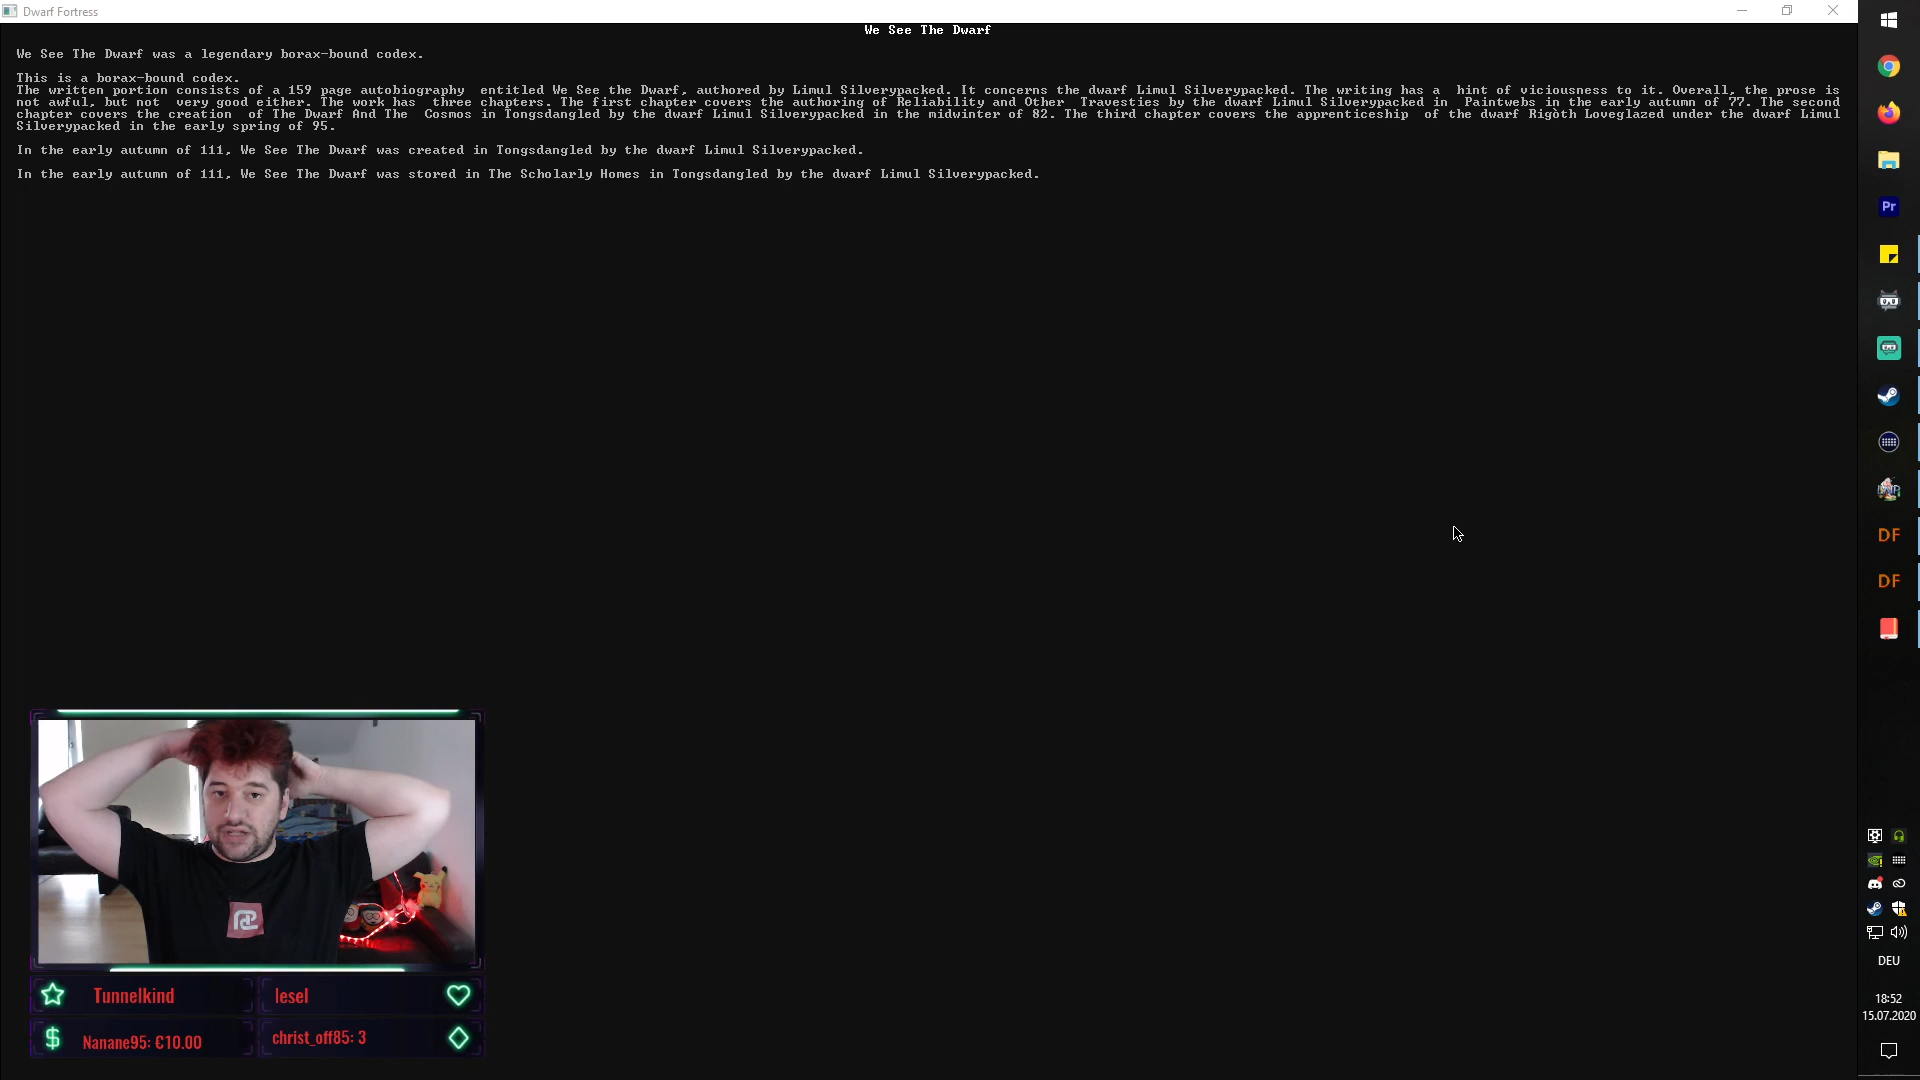 Dwarf Fortress
We See The Dwarf
We See The Dwarf was a legendary borax-bound codex.
This is a borax-bound codex.
The written portion consists of a 159 page autobiography  entitled We See the Dwarf, authored by Limul Silverypacked. It concerns the dwarf Limul Silverypacked. The writing has a  hint of viciousness to it. Overall, the prose is
not awful, but not  very good either. The work has  three chapters. The first chapter covers the authoring of Reliability and Other  Travesties by the dwarf Limul Silverypacked in  Paintwebs in the early autumn of 77. The second
chapter covers the creation  of The Dwarf And The  Cosmos in Tongsdangled by the dwarf Limul Silverypacked in the midwinter of 82. The third chapter covers the apprenticeship  of the dwarf Rigòth Loveglazed under the dwarf Limul
Silverypacked in the early spring of 95.
In the early autumn of 111, We See The Dwarf was created in Tongsdangled by the dwarf Limul Silverypacked.
In the early autumn of 111, We See The Dwarf was stored in The Scholarly Homes in Tongsdangled by the dwarf Limul Silverypacked.
Pr
DF
DF
Tunnelkind
lesel
$
Nanane95: €10.00
christ_off85: 3
DEU
18:52
15.07.2020